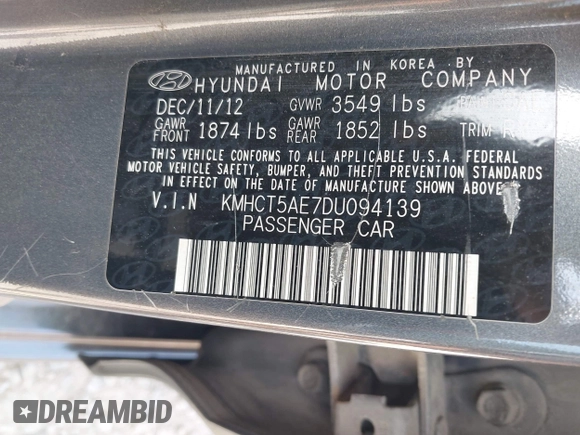 MANUFACTURED IN KOREA BY
HYUNDAI MOTOR COMPANY
DEC/11/12 GVWR 3549 lbs
GAWR FRONT 1874 lbs GAWR REAR 1852 lbs TRIM
THIS VEHICLE CONFORMS TO ALL APPLICABLE U.S.A. FEDERAL
MOTOR VEHICLE SAFETY, BUMPER, AND THEFT PREVENTION STANDARDS
IN EFFECT ON THE DATE OF MANUFACTURE SHOWN ABOVE.
V.I.N KMHCT5AE7DU094139
PASSENGER CAR
DREAMBID